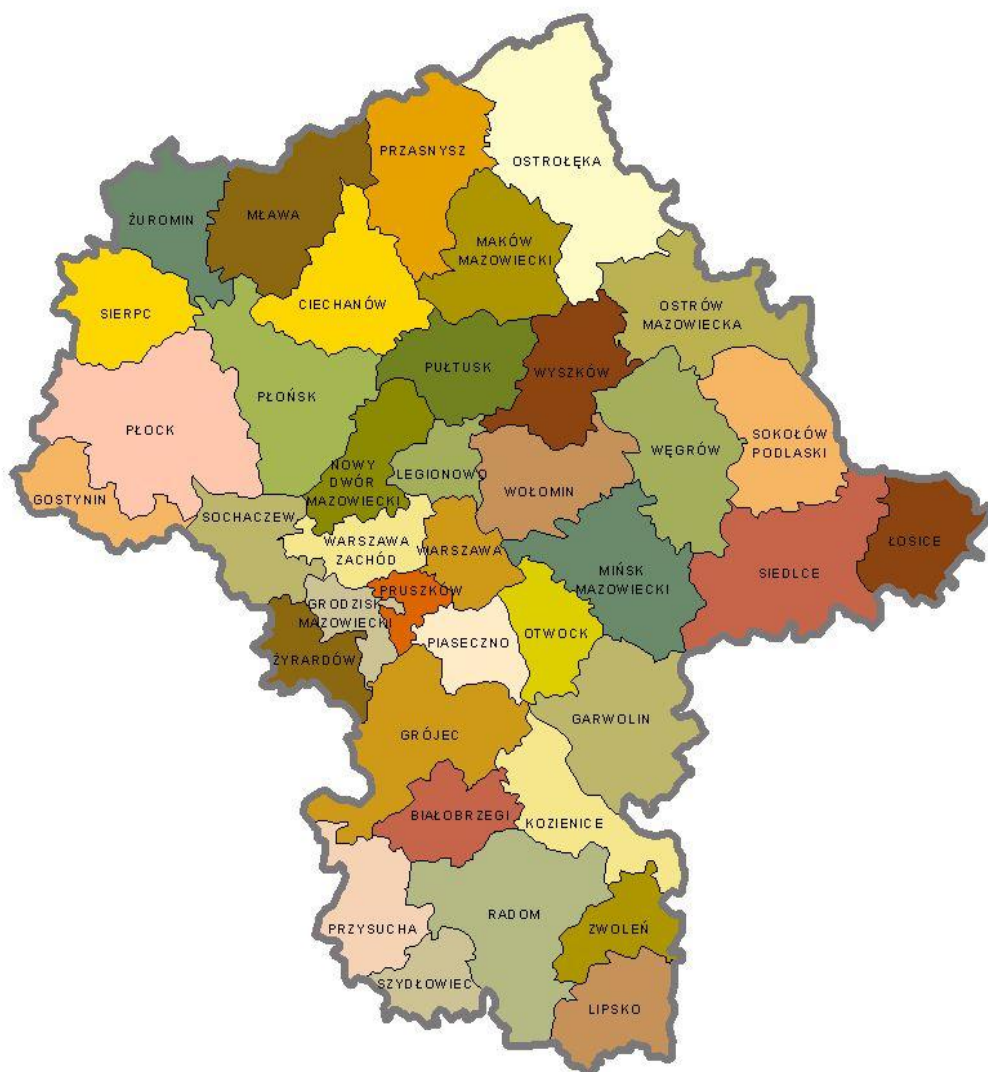 PRZASNYSZ
OSTROŁĘKA
ŻUROMIN
MŁAWA
MAKÓW
MAZOWIECKI
CIECHANÓW
SIERPC
OSTRÓW
MAZOWIECKA
PUŁTUSK
WYSZKÓW
PŁOŃSK
PŁOCK
SOKOŁÓW
PODLASKI
WĘGRÓW
NOWY
DWÓR
MAZOWIECKI
LEGIONOWO
WOŁOMIN
GOSTYNIN
SOCHACZEW
WARSZAWA
ZACHÓD
WARSZAWA
ŁOSICE
MIŃSK
MAZOWIECKI
SIEDLCE
PRUSZKÓW
GRODZISK
MAZOWIECKI
PIASECZNO
OTWOCK
ŻYRARDÓW
GARWOLIN
GRÓJEC
BIAŁOBRZEGI
KOZIENICE
RADOM
PRZYSUCHA
ZWOLEŃ
SZYDŁOWIEC
LIPSKO